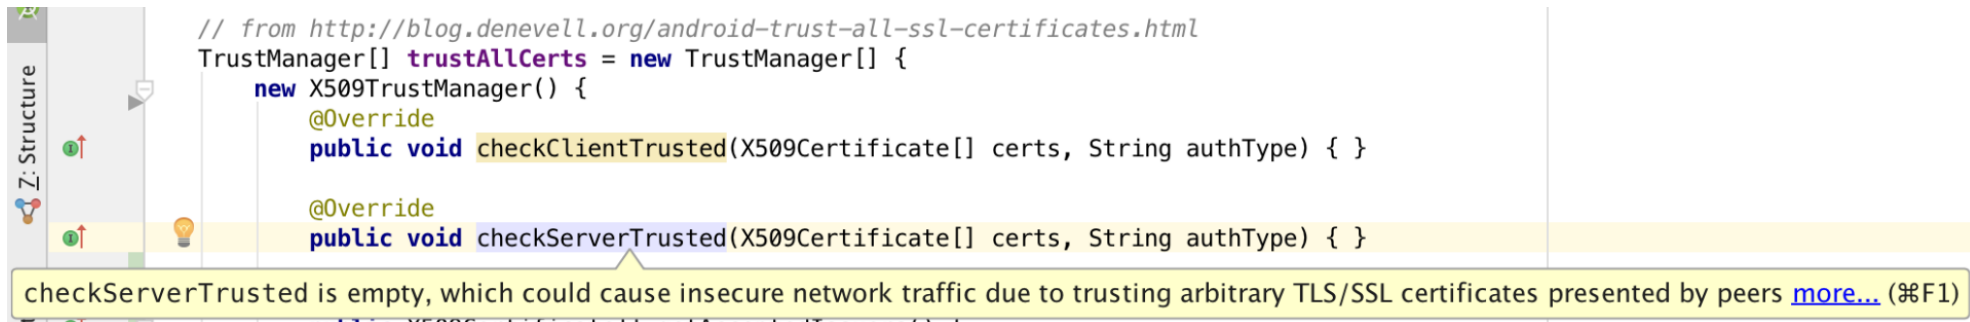 // from http://blog.denevell.org/android-trust-all-ssl-certificates.html
TrustManager[] trustAllCerts = new TrustManager[] {
new X509TrustManager() {
@Override
public void checkClientTrusted(X509Certificate[] certs, String authType) { }
@Override
public void checkServerTrusted(X509Certificate[] certs, String authType) { }
checkServerTrusted is empty, which could cause insecure network traffic due to trusting arbitrary TLS/SSL certificates presented by peers more... (⌘F1)
Z: Structure